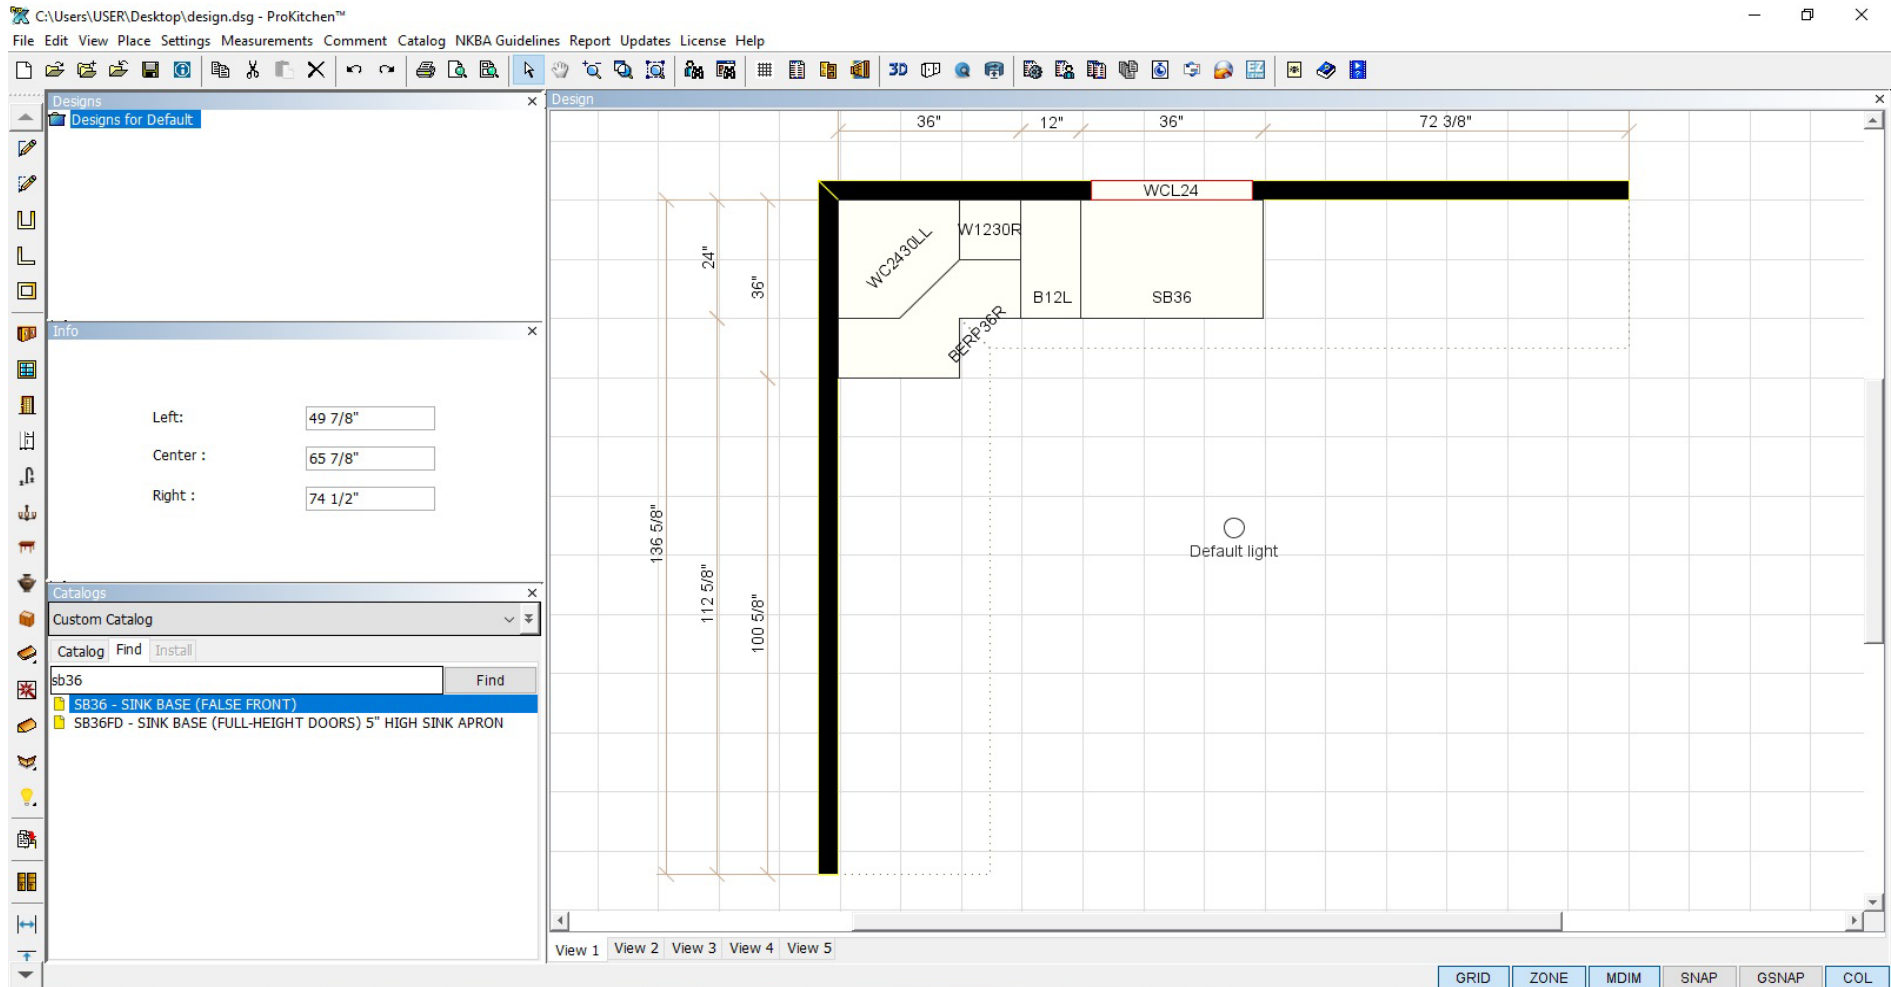 C:\Users\USER\Desktop\design.dsg - ProKitchen™
File Edit View Place Settings Measurements Comment Catalog NKBA Guidelines Report Updates License Help
3D
EZ
Designs
Designs for Default
Info
Left: 49 7/8"
Center : 65 7/8"
Right : 74 1/2"
Catalogs
Custom Catalog
Catalog Find Install
sb36 Find
SB36 - SINK BASE (FALSE FRONT)
SB36FD - SINK BASE (FULL-HEIGHT DOORS) 5" HIGH SINK APRON
Design
36" 12" 36" 72 3/8"
WCL24
WC2430LL
W1230R
B12L
SB36
BERP36R
24"
36"
136 5/8"
112 5/8"
100 5/8"
Default light
View 1 View 2 View 3 View 4 View 5
GRID ZONE MDIM SNAP GSNAP COL